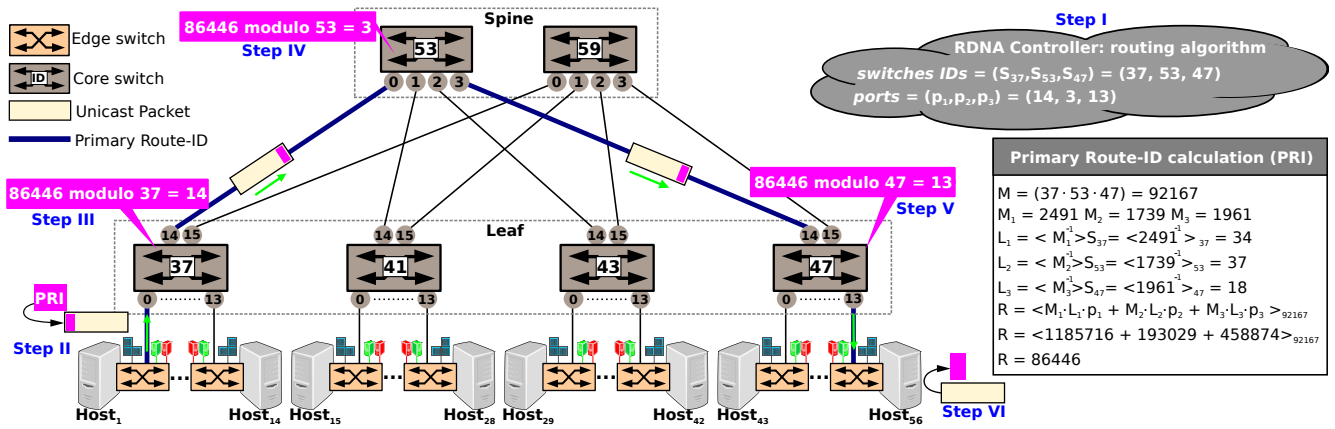 Edge switch
ID
Core switch
Unicast Packet
Primary Route-ID
86446 modulo 53 = 3
Step IV
Spine
53
59
0 1 2 3
0 1 2 3
Step I
RDNA Controller: routing algorithm
switches IDs = (S37,S53,S47) = (37, 53, 47)
ports = (p1,p2,p3) = (14, 3, 13)
86446 modulo 37 = 14
Step III
86446 modulo 47 = 13
Step V
Leaf
14 15
14 15
14 15
14 15
37
41
43
47
0 ........ 13
0 ........ 13
0 ........ 13
0 ........ 13
PRI
Step II
...
...
...
...
Host1
Host14
Host15
Host28
Host29
Host42
Host43
Host56
Step VI
Primary Route-ID calculation (PRI)
M = (37·53·47) = 92167
M1 = 2491 M2 = 1739 M3 = 1961
L1 = < M1^-1>S37= <2491^-1>37 = 34
L2 = < M2^-1>S53= <1739^-1>53 = 37
L3 = < M3^-1>S47= <1961^-1>47 = 18
R = <M1·L1·p1 + M2·L2·p2 + M3·L3·p3 >92167
R = <1185716 + 193029 + 458874>92167
R = 86446